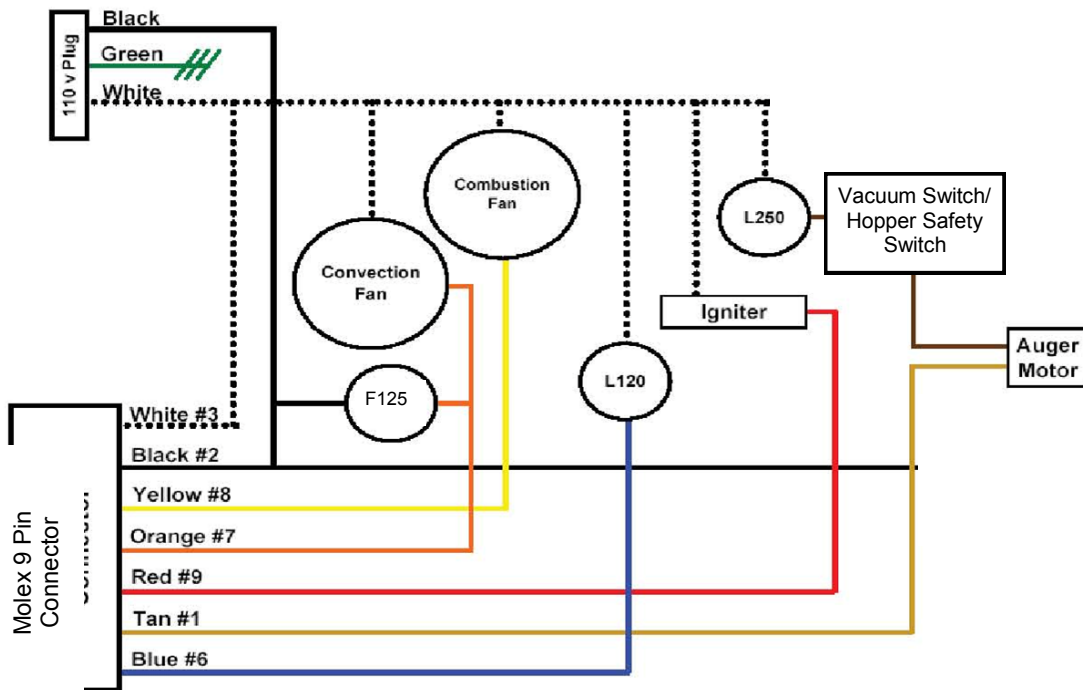 Black
Green
White
110 v Plug
Combustion
Fan
Convection
Fan
L250
Vacuum Switch/
Hopper Safety
Switch
Igniter
Auger
Motor
L120
F125
White #3
Black #2
Yellow #8
Orange #7
Red #9
Tan #1
Blue #6
Molex 9 Pin
Connector